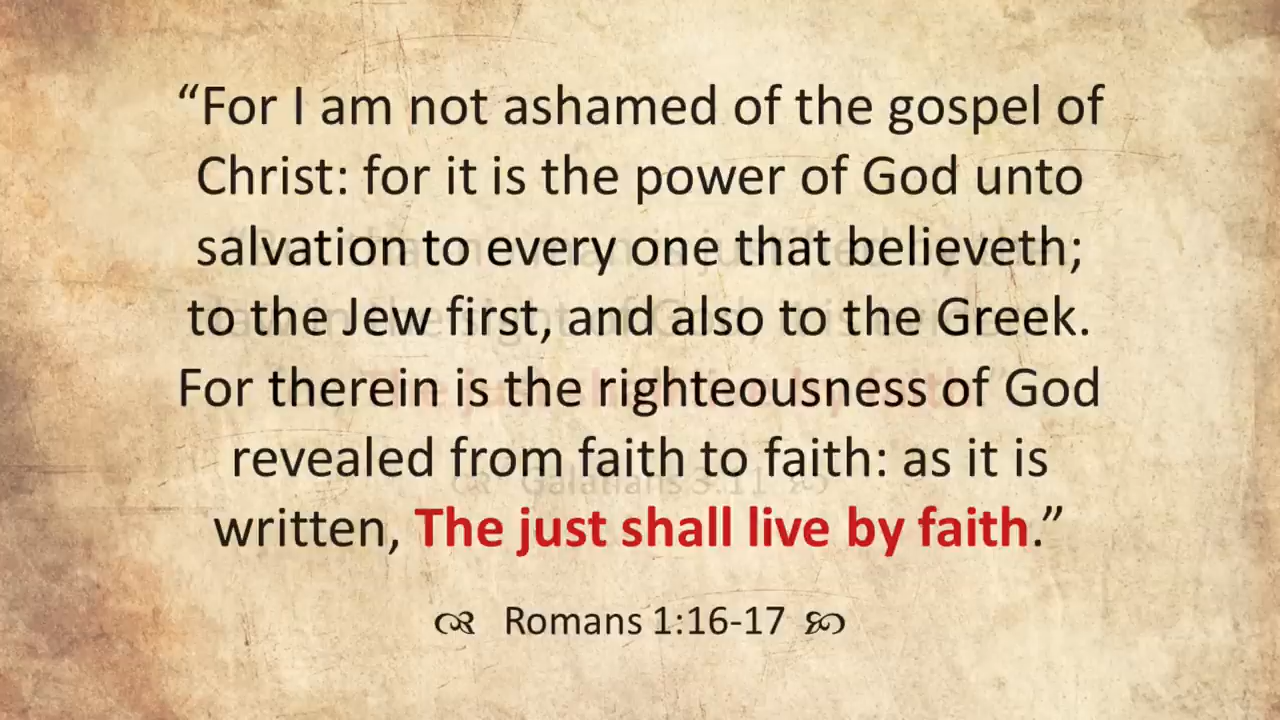 “For I am not ashamed of the gospel of
Christ: for it is the power of God unto
salvation to every one that believeth;
to the Jew first, and also to the Greek.
For therein is the righteousness of God
revealed from faith to faith: as it is
written, The just shall live by faith.”
Galatians 3:11
Romans 1:16-17